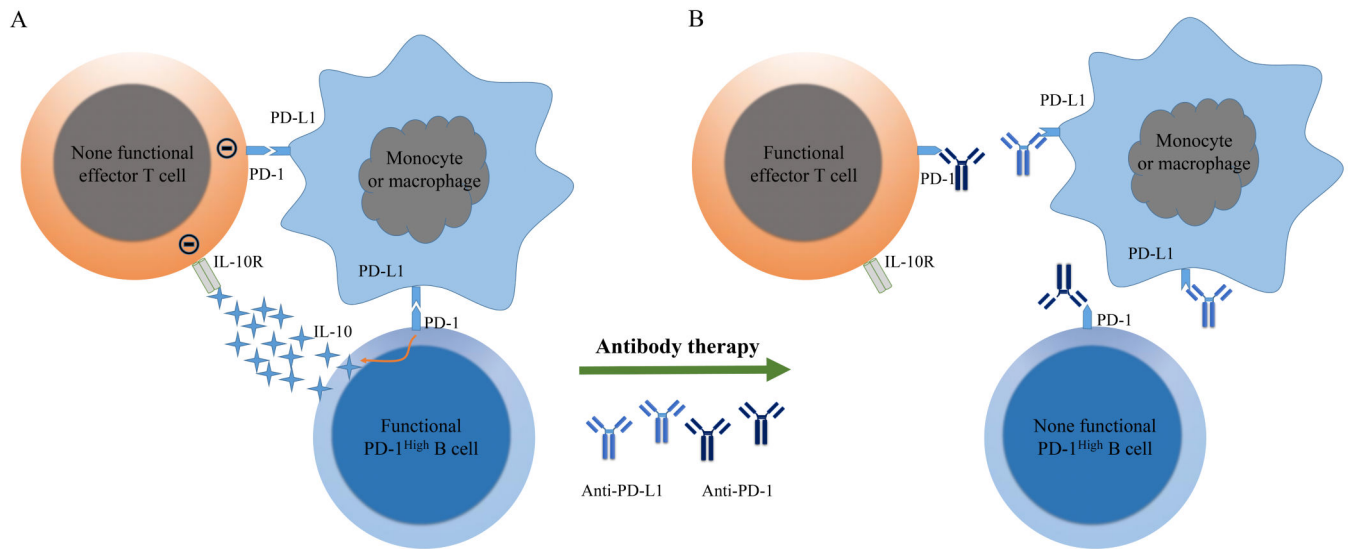 A
None functional
effector T cell
PD-L1
PD-1
Monocyte
or macrophage
IL-10R
PD-L1
IL-10
PD-1
Functional
PD-1High B cell
Antibody therapy
Anti-PD-L1
Anti-PD-1
B
Functional
effector T cell
PD-1
PD-L1
Monocyte
or macrophage
IL-10R
PD-L1
PD-1
None functional
PD-1High B cell